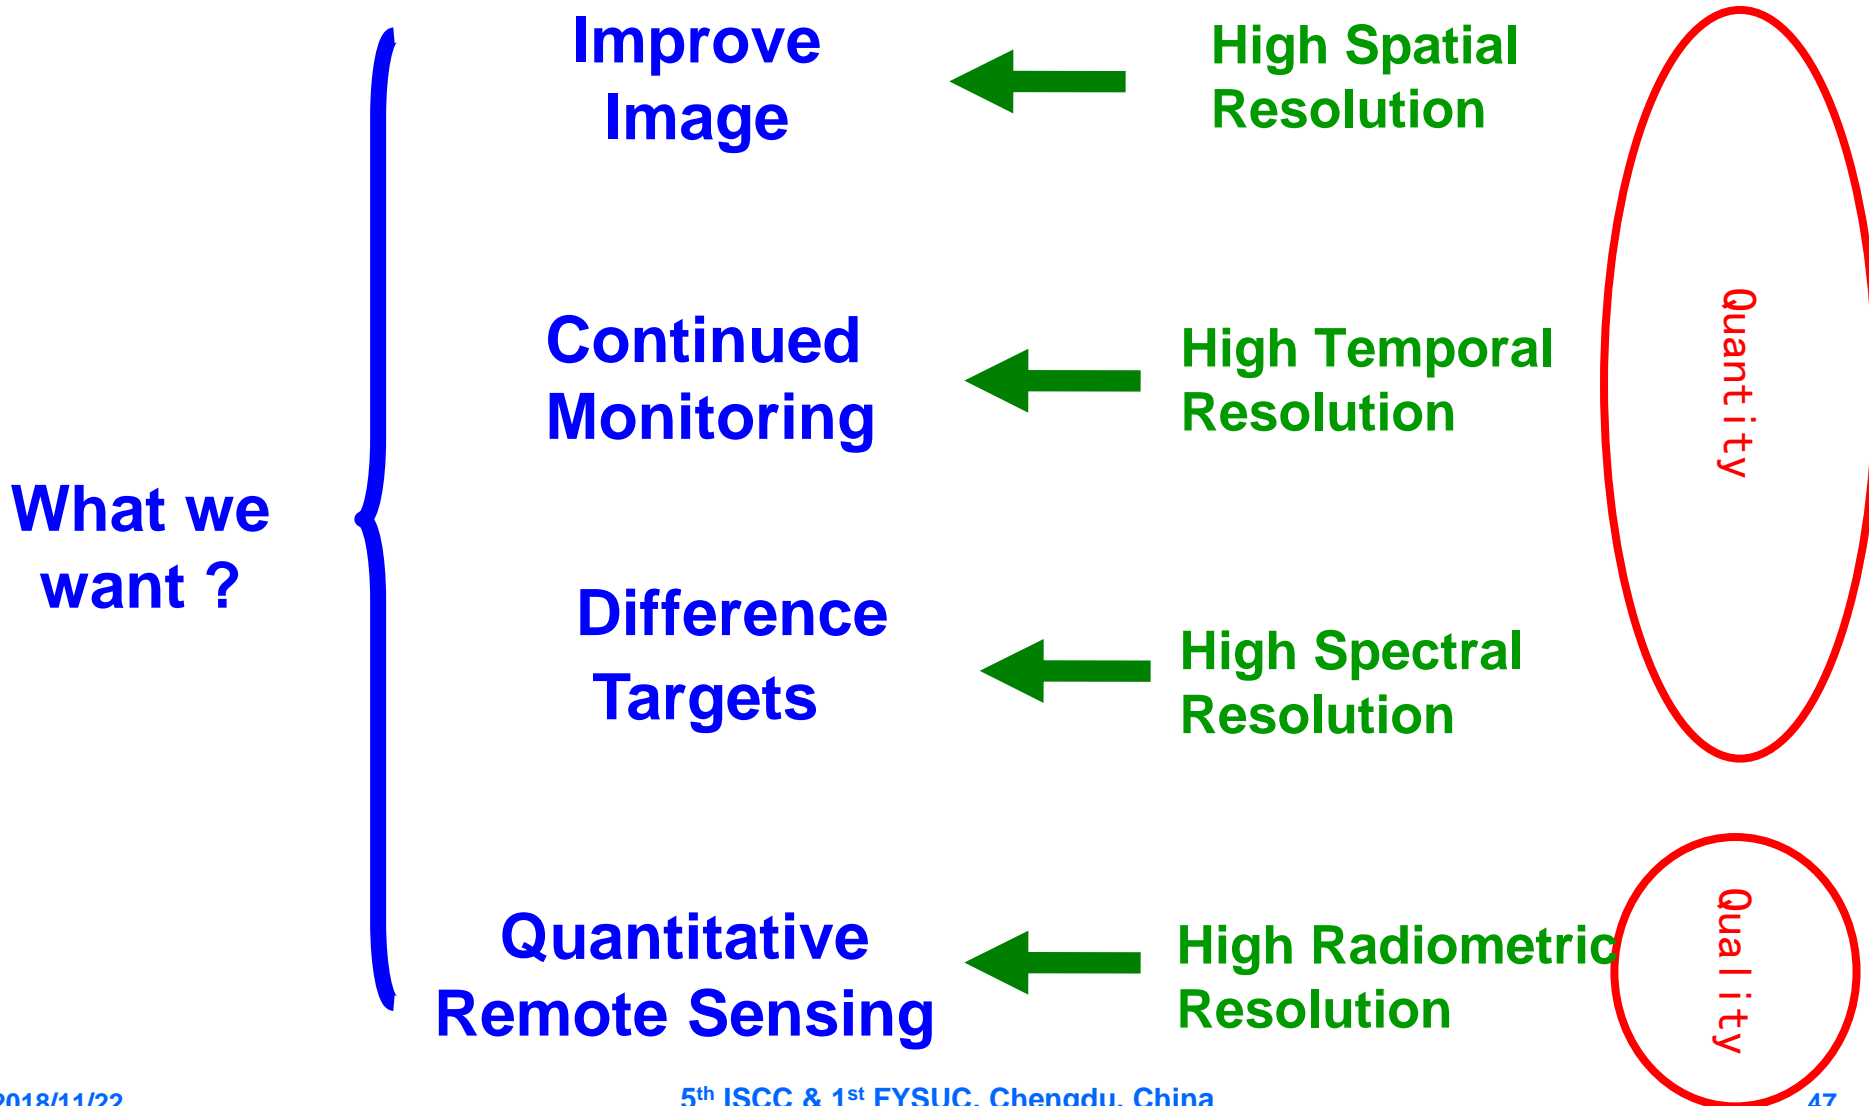 What we
want ?
Improve
Image
High Spatial
Resolution
Continued
Monitoring
High Temporal
Resolution
Difference
Targets
High Spectral
Resolution
Quantity
Quantitative
Remote Sensing
High Radiometric
Resolution
Quality
2018/11/22
5th ISCC & 1st FYSUC, Chengdu, China
47